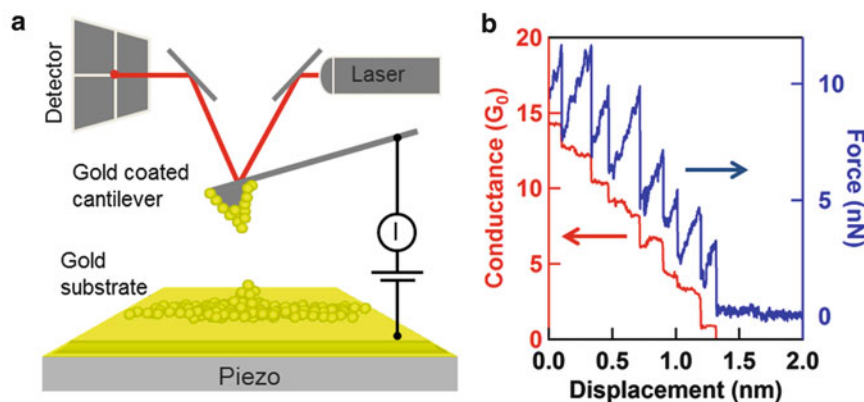 a
Detector
Laser
Gold coated
cantilever
I
Gold
substrate
Piezo
b
Conductance (G₀)
20
15
10
5
0
10
5
0
Force (nN)
0.0 0.5 1.0 1.5 2.0
Displacement (nm)